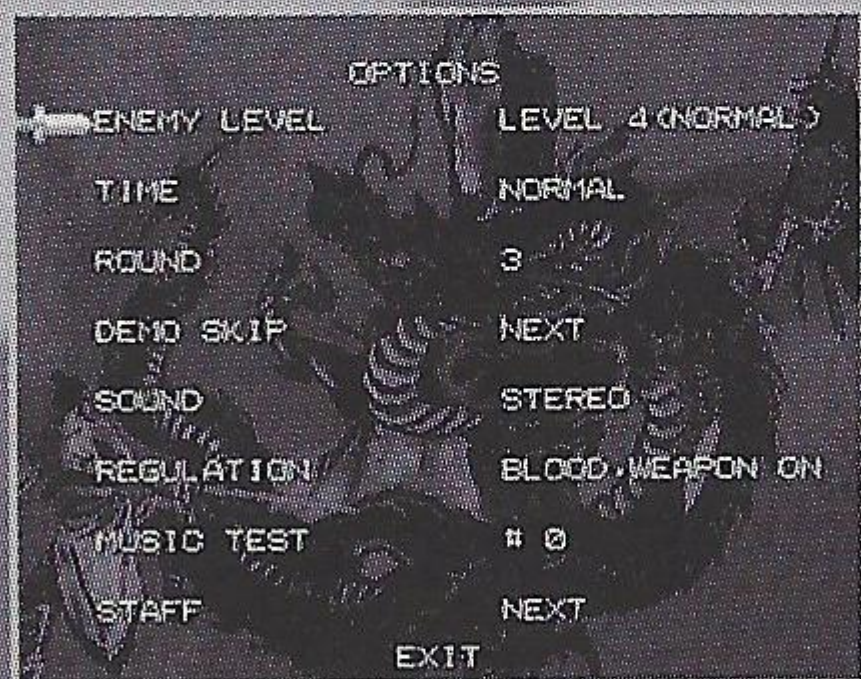 OPTIONS
ENEMY LEVEL LEVEL 4(NORMAL)
TIME NORMAL
ROUND 3
DEMO SKIP NEXT
SOUND STEREO
REGULATION BLOOD.WEAPON ON
MUSIC TEST # 0
STAFF NEXT
EXIT